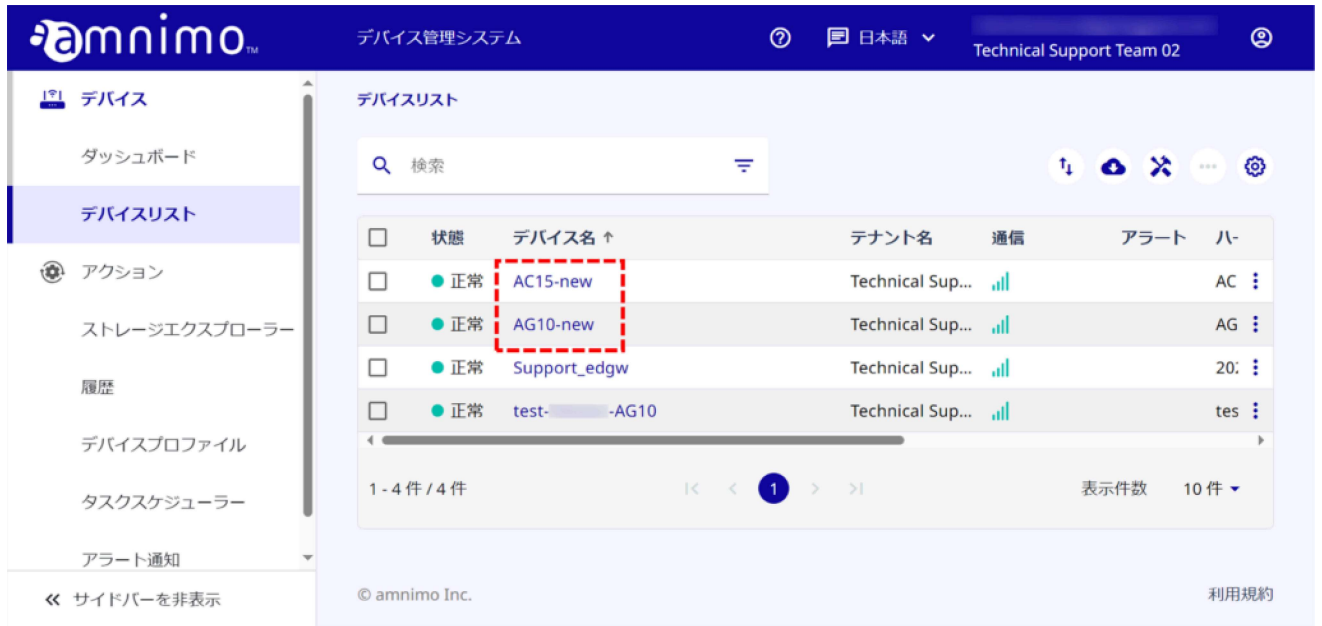 amnimo™
デバイス管理システム
日本語
Technical Support Team 02
デバイス
ダッシュボード
デバイスリスト
アクション
ストレージエクスプローラー
履歴
デバイスプロファイル
タスクスケジューラー
アラート通知
サイドバーを非表示
デバイスリスト
検索
状態 デバイス名 ↑ テナント名 通信 アラート ハ-
正常 AC15-new Technical Sup... AC
正常 AG10-new Technical Sup... AG
正常 Support_edgw Technical Sup... 20
正常 test- -AG10 Technical Sup... tes
1 - 4 件 / 4 件 1 表示件数 10 件
© amnimo Inc. 利用規約